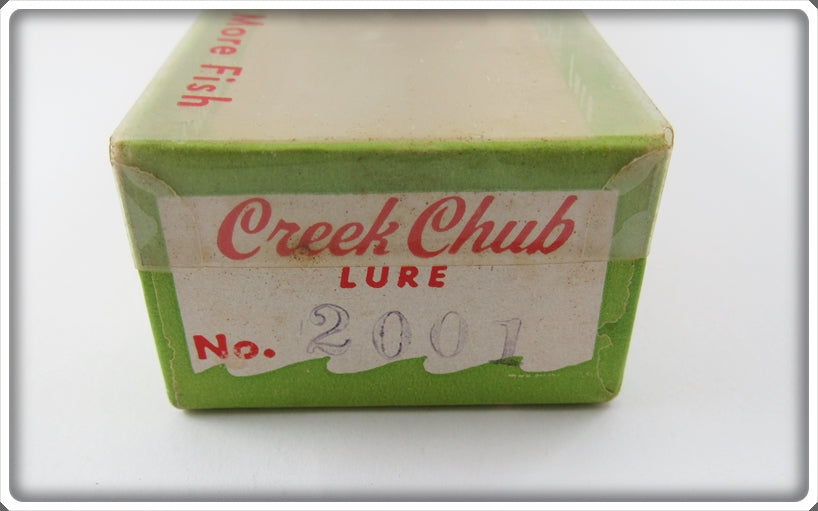 More Fish
Creek Chub
LURE
No. 2001